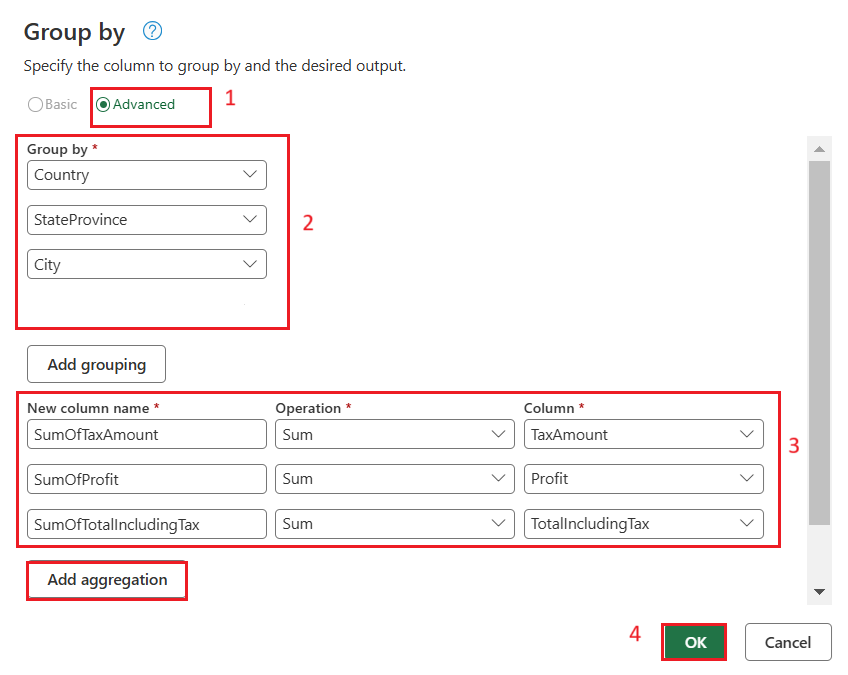 Group by ?
Specify the column to group by and the desired output.
Basic Advanced 1
Group by *
Country
StateProvince
2
City
Add grouping
New column name * Operation * Column *
SumOfTaxAmount Sum TaxAmount
3
SumOfProfit Sum Profit
SumOfTotalIncludingTax Sum TotalIncludingTax
Add aggregation
4 OK Cancel